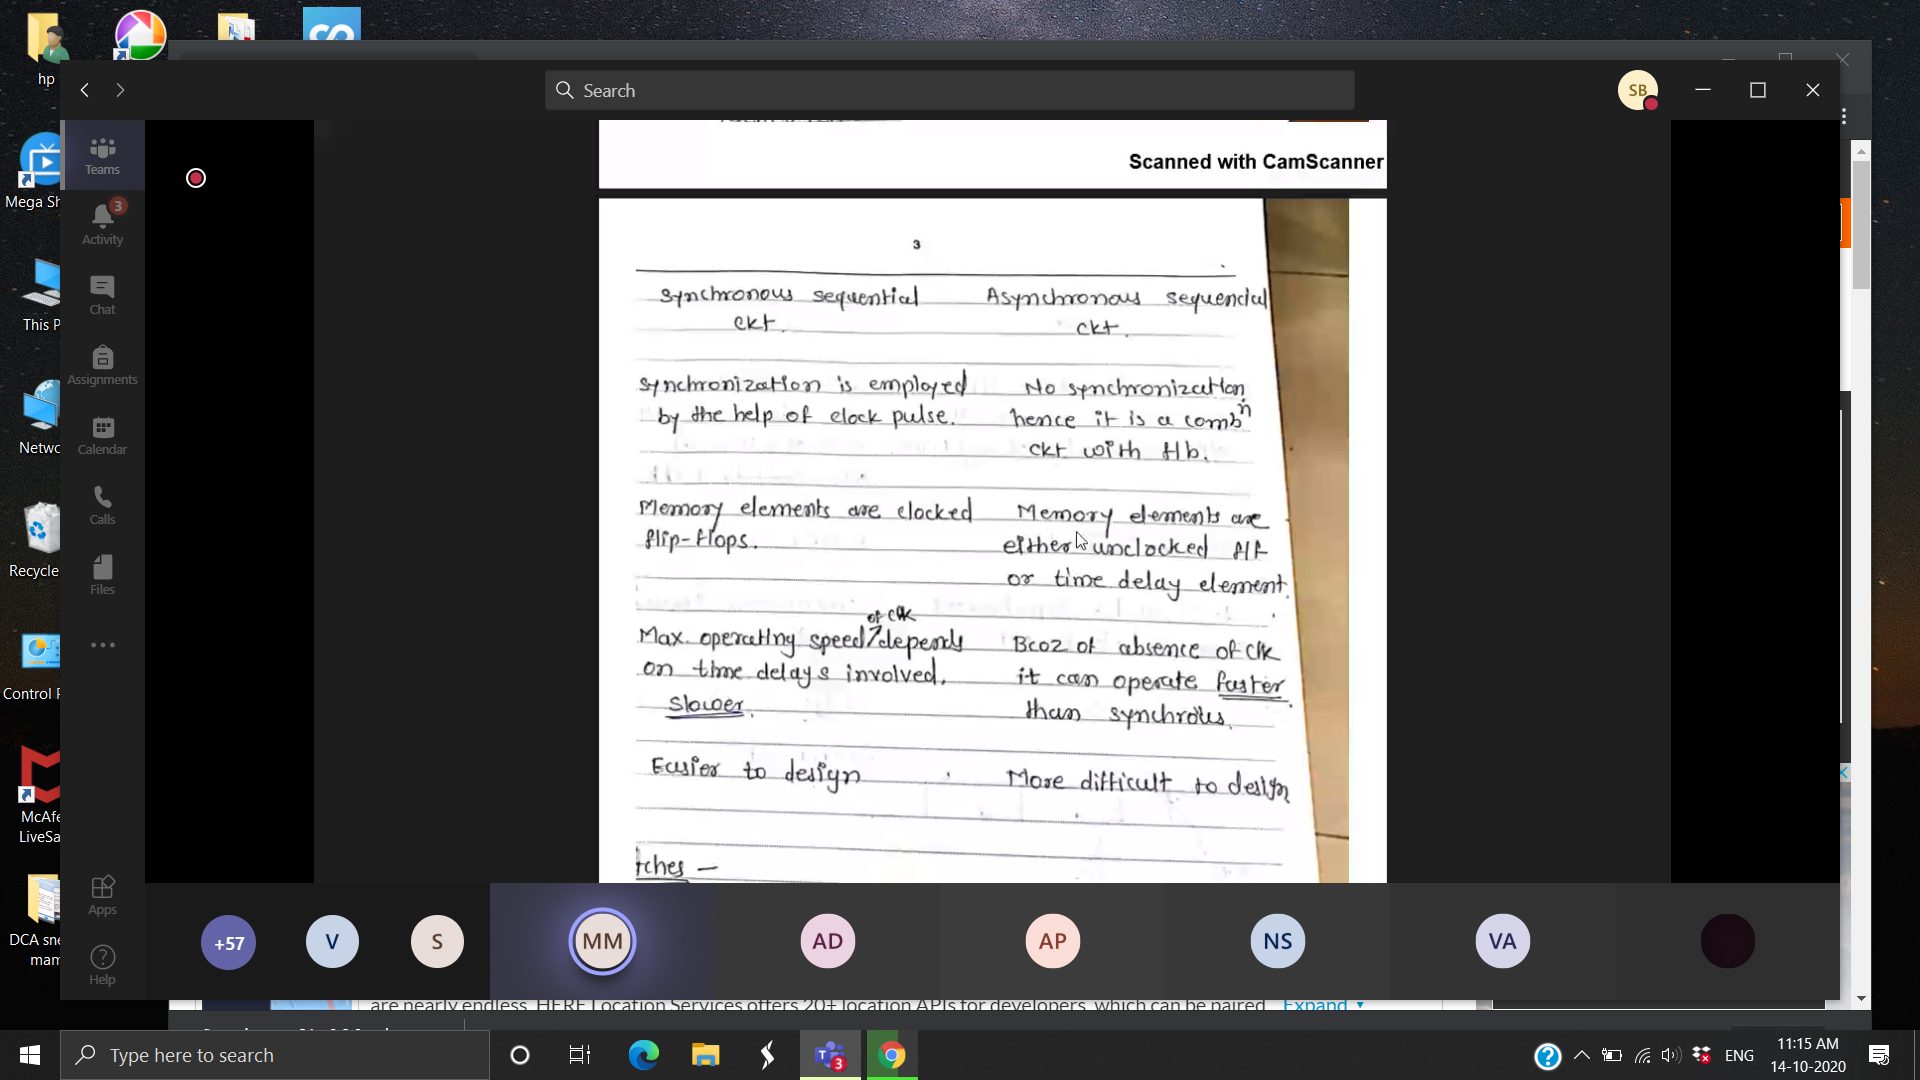 hp
Search
SB
Teams
Activity
3
Chat
Assignments
Calendar
Calls
Files
Apps
Help
Mega Sh
This P
Netwo
Recycle
Control P
McAfe
LiveSa
DCA sne
mam
Scanned with CamScanner
3
Synchronous sequential
ckt.
Asynchronous sequencial
ckt.
Synchronization is employed
by the help of clock pulse.
No synchronization
hence it is a combⁿ
ckt with f/b.
Memory elements are clocked
flip-flops.
Memory elements are
either unclocked f/f
or time delay element.
of clk
Max. operating speed depends
on time delays involved.
Slower.
Bcoz of absence of clk
it can operate faster
than synchrous.
Easier to design
More difficult to design
tches —
+57
V
S
MM
AD
AP
NS
VA
are nearly endless. HERE Location Services offers 20+ location APIs for developers, which can be paired
Expand
Type here to search
3
ENG
11:15 AM
14-10-2020